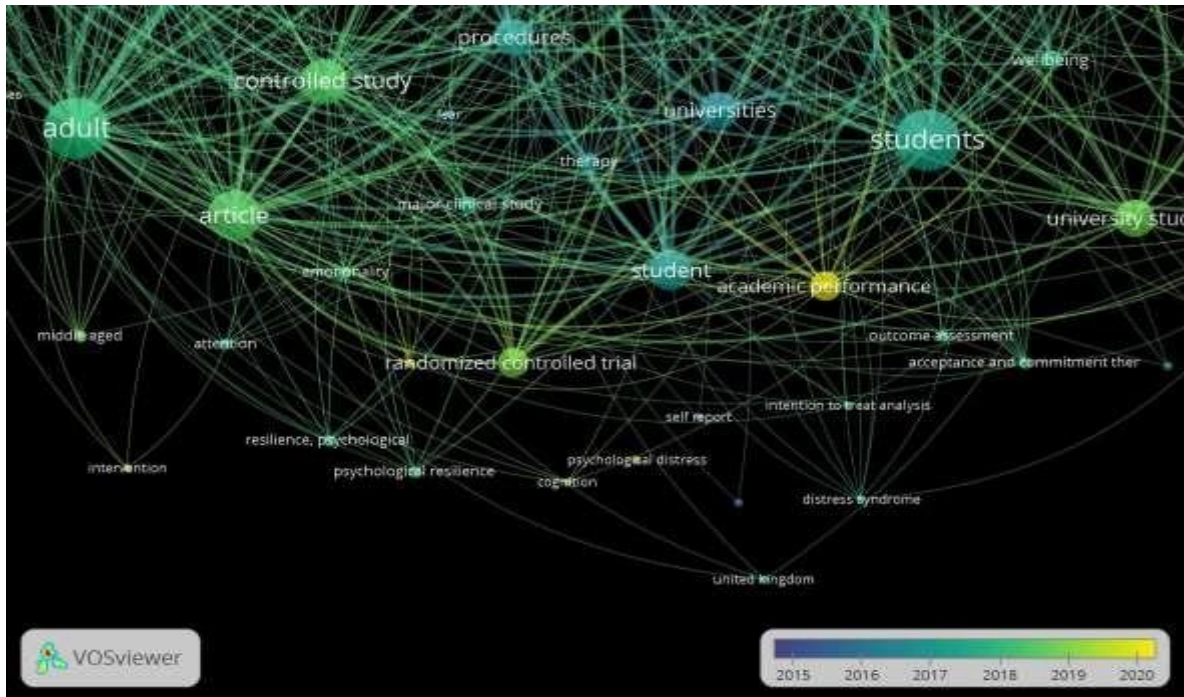 procedures
wellbeing
controlled study
es
fear
universities
adult
students
therapy
major clinical study
article
university stud
emotionality
student
academic performance
middle aged
attention
outcome assessment
randomized controlled trial
acceptance and commitment ther
intention to treat analysis
self report
resilience, psychological
psychological distress
intervention
psychological resilience
cognition
distress syndrome
united kingdom
VOSviewer
2015 2016 2017 2018 2019 2020